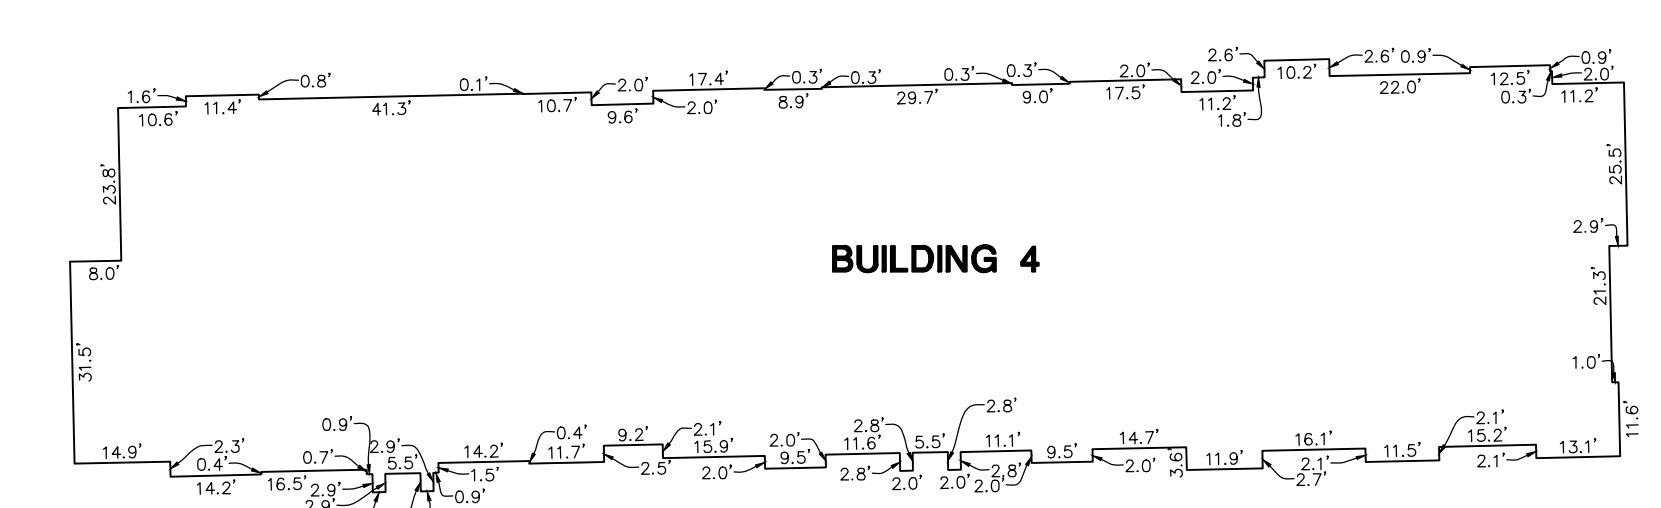 2.6' 2.6' 0.9' 0.9'
0.8' 0.1' 2.0' 17.4' 0.3' 0.3' 0.3' 0.3' 2.0' 2.0' 10.2' 12.5' 2.0'
1.6' 11.4' 41.3' 10.7' 2.0' 8.9' 29.7' 9.0' 17.5' 11.2' 22.0' 0.3' 11.2'
10.6' 9.6' 1.8'
23.8' 25.5'
2.9'
BUILDING 4
8.0' 21.3'
31.5' 1.0'
2.8' 11.6'
0.9' 9.2' 2.1' 2.8' 5.5' 11.1' 14.7' 2.1'
14.9' 2.3' 2.9' 14.2' 0.4' 15.9' 2.0' 11.6' 16.1' 15.2'
0.4' 0.7' 5.5' 11.7' 9.5' 9.5' 3.6' 11.9' 2.1' 11.5' 2.1' 13.1'
14.2' 16.5' 2.9' 1.5' 2.5' 2.0' 2.8' 2.0' 2.0' 2.8' 2.0' 2.0' 2.7'
2.9' 0.9'